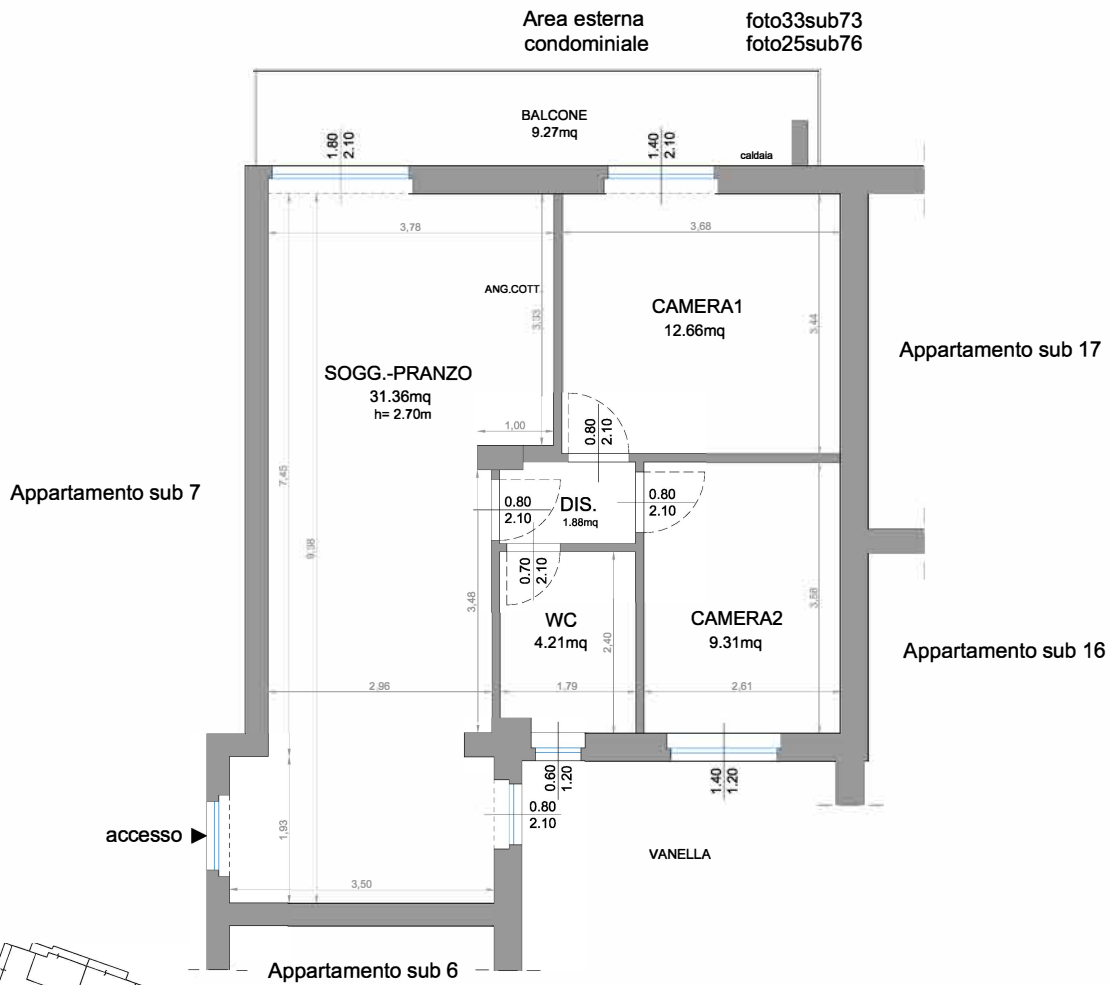 Area esterna
condominiale
foto33sub73
foto25sub76
BALCONE
9.27mq
1.80
2.10
1.40
2.10
caldaia
3,78
3,68
ANG.COTT
3,33
CAMERA1
12.66mq
3,44
Appartamento sub 17
SOGG.-PRANZO
31.36mq
h= 2.70m
1,00
0.80
2.10
7,45
9,38
Appartamento sub 7
0.80
2.10
DIS.
1.88mq
0.80
2.10
0.70
2.10
3,48
WC
4.21mq
2,40
CAMERA2
9.31mq
3,58
Appartamento sub 16
2,96
1,79
2,61
0.60
1.20
1.40
1.20
0.80
2.10
accesso
1,93
VANELLA
3,50
Appartamento sub 6